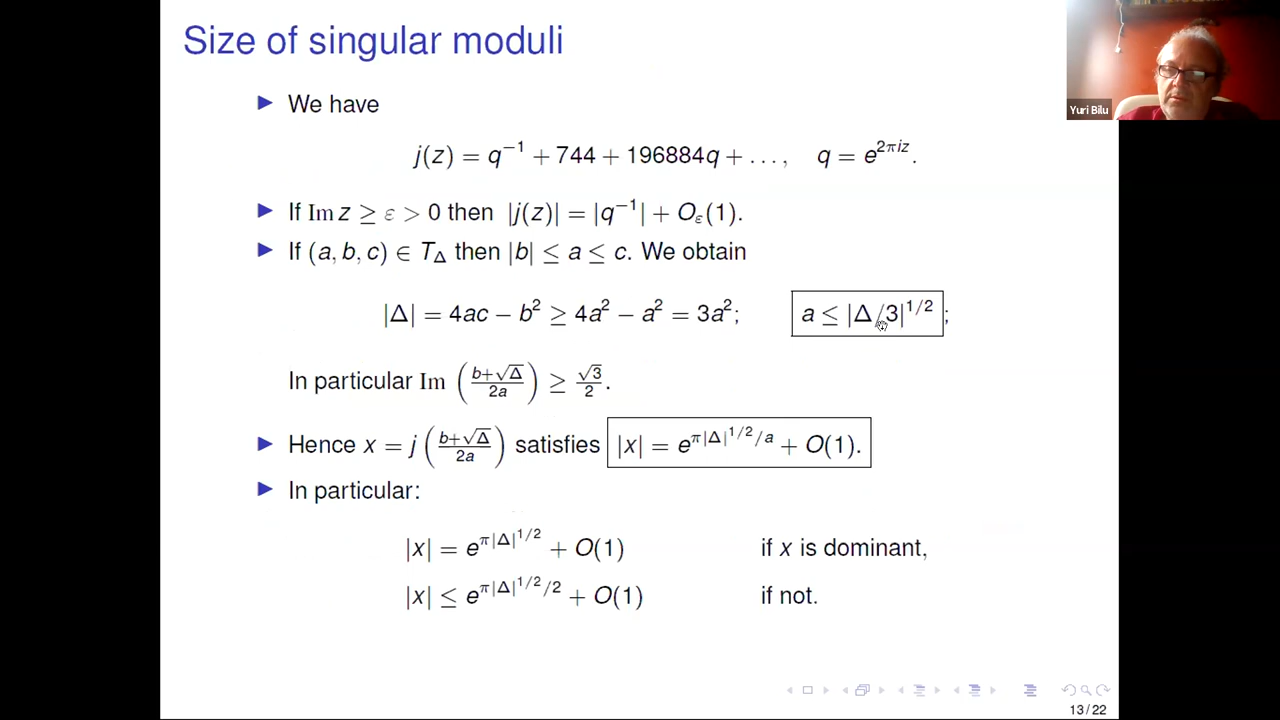 Size of singular moduli
Yuri Bilu
▶ We have
j(z) = q⁻¹ + 744 + 196884q + …, q = e^{2πiz}.
▶ If Im z ≥ ε > 0 then |j(z)| = |q⁻¹| + O_ε(1).
▶ If (a, b, c) ∈ T_Δ then |b| ≤ a ≤ c. We obtain
|Δ| = 4ac − b² ≥ 4a² − a² = 3a²; a ≤ |Δ/3|^{1/2};
In particular Im ((b+√Δ)/2a) ≥ √3/2.
▶ Hence x = j((b+√Δ)/2a) satisfies |x| = e^{π|Δ|^{1/2}/a} + O(1).
▶ In particular:
|x| = e^{π|Δ|^{1/2}} + O(1) if x is dominant,
|x| ≤ e^{π|Δ|^{1/2}/2} + O(1) if not.
13/22